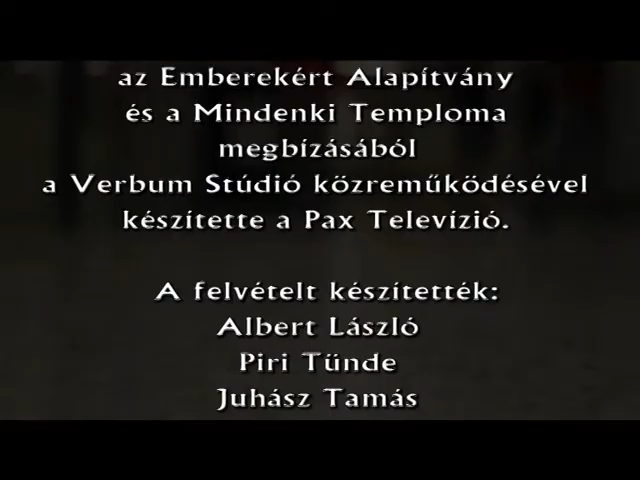 az Emberekért Alapítvány
és a Mindenki Temploma
megbízásából
a Verbum Stúdió közreműködésével
készítette a Pax Televízió.
A felvételt készítették:
Albert László
Piri Tünde
Juhász Tamás